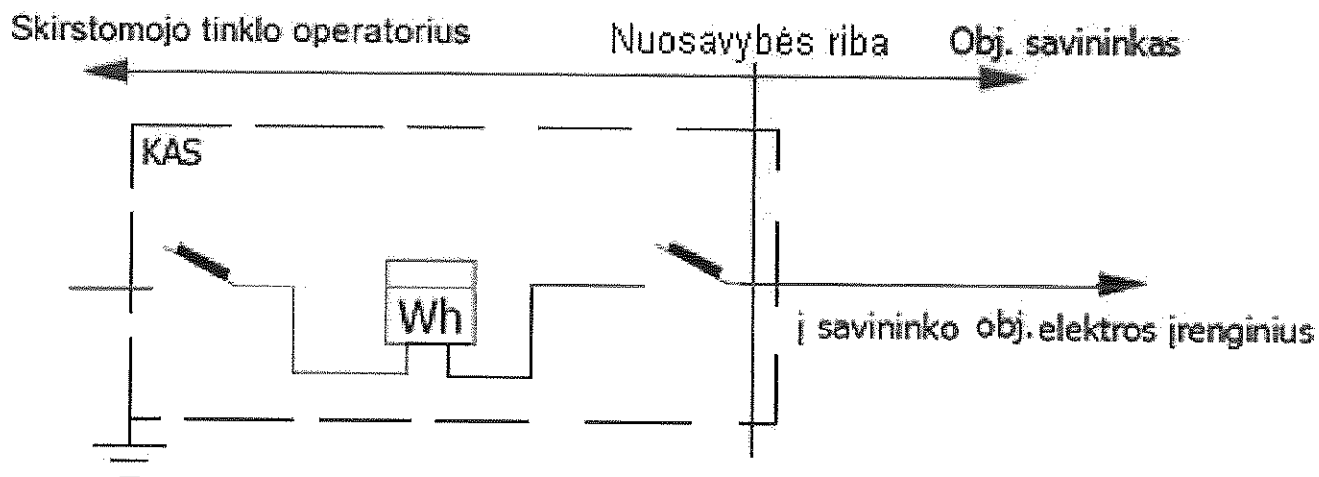 Skirstomojo tinklo operatorius
Nuosavybės riba
Obj. savininkas
KAS
Wh
į savininko obj. elektros įrenginius